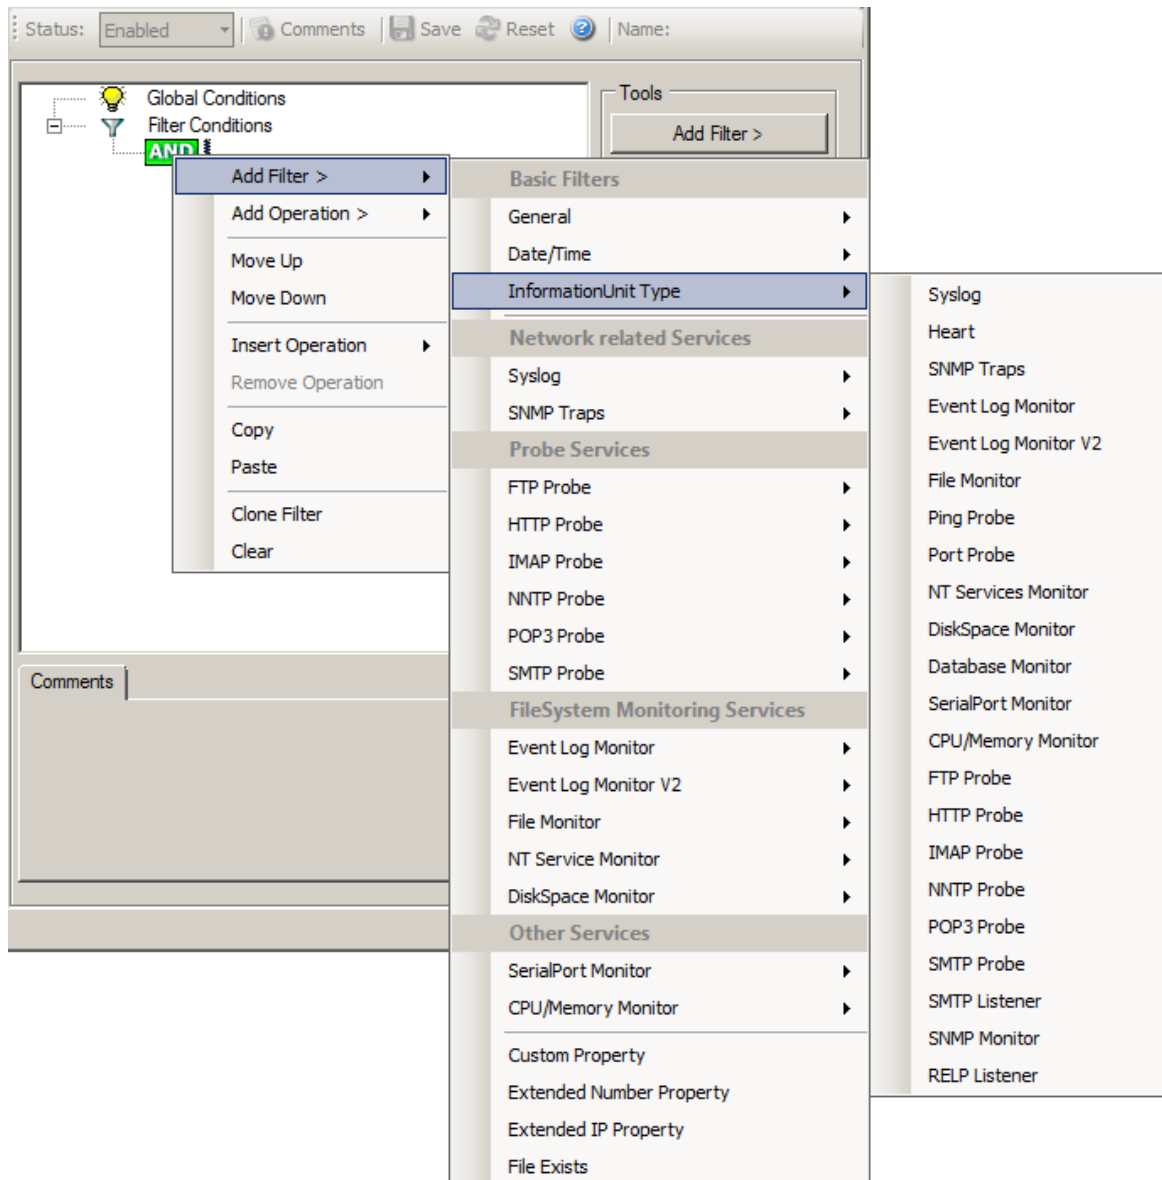 Status: Enabled Comments Save Reset Name:
Global Conditions
Filter Conditions
AND
Tools
Add Filter >
Add Filter >
Add Operation >
Move Up
Move Down
Insert Operation
Remove Operation
Copy
Paste
Clone Filter
Clear
Comments
Basic Filters
General
Date/Time
InformationUnit Type
Network related Services
Syslog
SNMP Traps
Probe Services
FTP Probe
HTTP Probe
IMAP Probe
NNTP Probe
POP3 Probe
SMTP Probe
FileSystem Monitoring Services
Event Log Monitor
Event Log Monitor V2
File Monitor
NT Service Monitor
DiskSpace Monitor
Other Services
SerialPort Monitor
CPU/Memory Monitor
Custom Property
Extended Number Property
Extended IP Property
File Exists
Syslog
Heart
SNMP Traps
Event Log Monitor
Event Log Monitor V2
File Monitor
Ping Probe
Port Probe
NT Services Monitor
DiskSpace Monitor
Database Monitor
SerialPort Monitor
CPU/Memory Monitor
FTP Probe
HTTP Probe
IMAP Probe
NNTP Probe
POP3 Probe
SMTP Probe
SMTP Listener
SNMP Monitor
RELP Listener